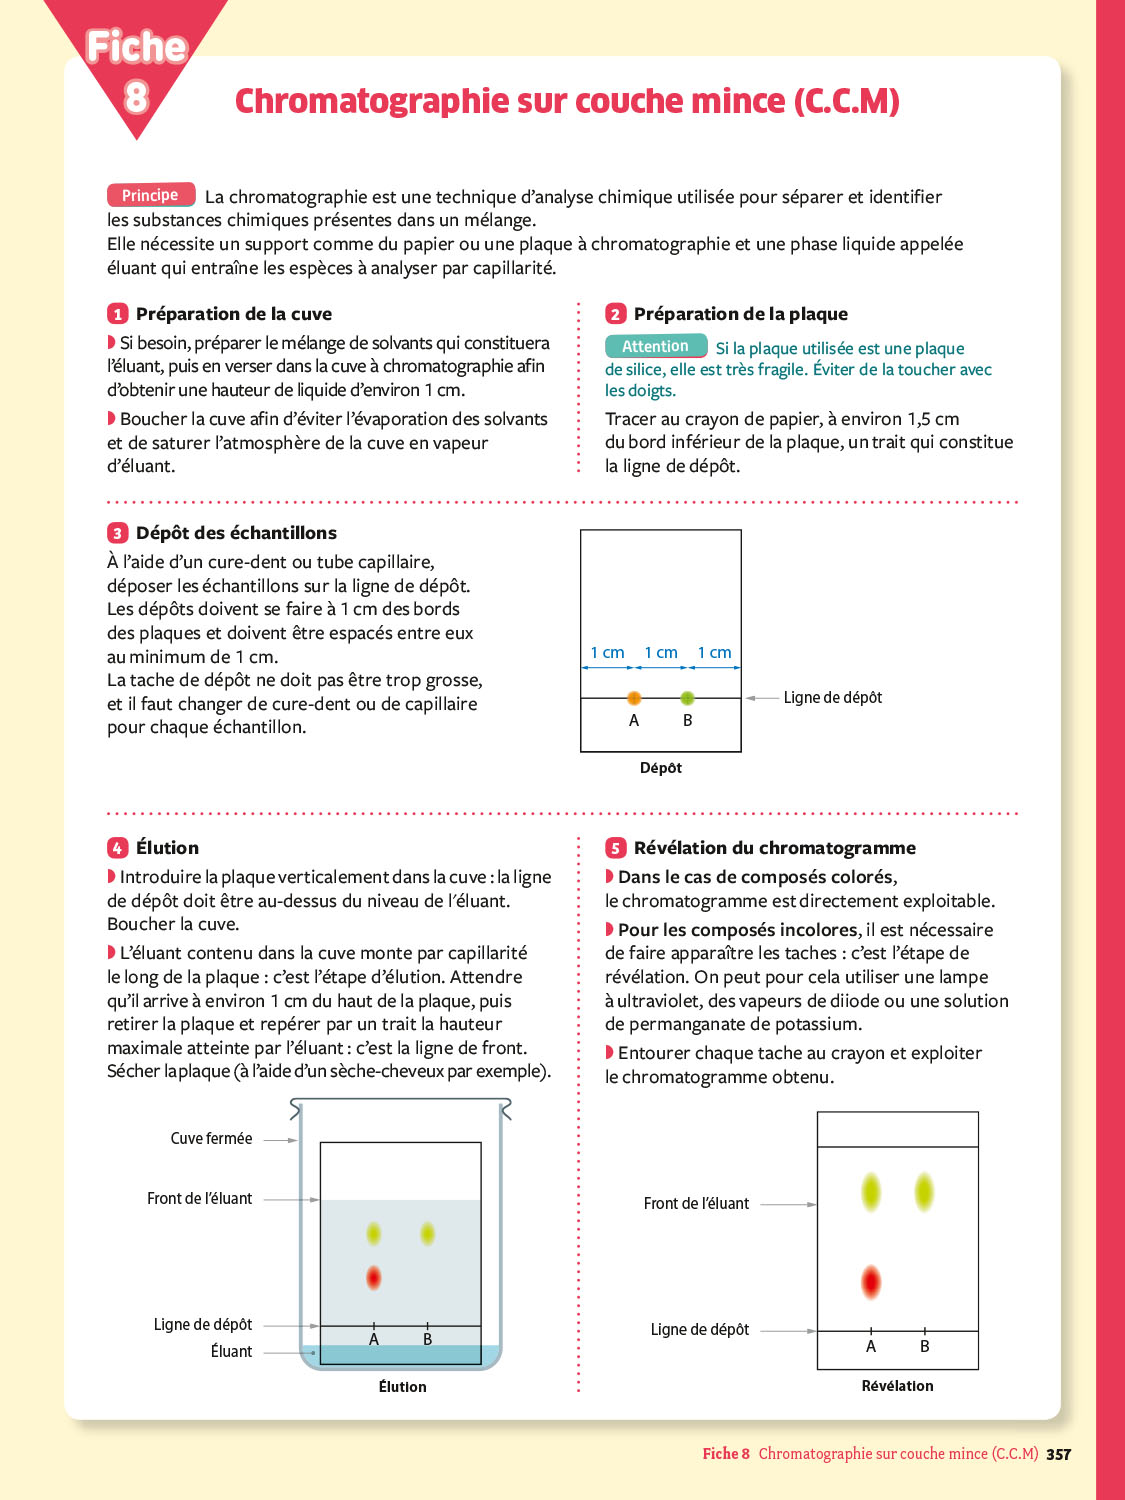 Fiche
8
Chromatographie sur couche mince (C.C.M)
Principe La chromatographie est une technique d'analyse chimique utilisée pour séparer et identifier
les substances chimiques présentes dans un mélange.
Elle nécessite un support comme du papier ou une plaque à chromatographie et une phase liquide appelée
éluant qui entraîne les espèces à analyser par capillarité.
1 Préparation de la cuve
Si besoin, préparer le mélange de solvants qui constituera
l'éluant, puis en verser dans la cuve à chromatographie afin
d'obtenir une hauteur de liquide d'environ 1 cm.
Boucher la cuve afin d'éviter l'évaporation des solvants
et de saturer l'atmosphère de la cuve en vapeur
d'éluant.
2 Préparation de la plaque
Attention Si la plaque utilisée est une plaque
de silice, elle est très fragile. Éviter de la toucher avec
les doigts.
Tracer au crayon de papier, à environ 1,5 cm
du bord inférieur de la plaque, un trait qui constitue
la ligne de dépôt.
3 Dépôt des échantillons
À l'aide d'un cure-dent ou tube capillaire,
déposer les échantillons sur la ligne de dépôt.
Les dépôts doivent se faire à 1 cm des bords
des plaques et doivent être espacés entre eux
au minimum de 1 cm.
La tache de dépôt ne doit pas être trop grosse,
et il faut changer de cure-dent ou de capillaire
pour chaque échantillon.
1 cm 1 cm 1 cm
Ligne de dépôt
A B
Dépôt
4 Élution
Introduire la plaque verticalement dans la cuve : la ligne
de dépôt doit être au-dessus du niveau de l'éluant.
Boucher la cuve.
L'éluant contenu dans la cuve monte par capillarité
le long de la plaque : c'est l'étape d'élution. Attendre
qu'il arrive à environ 1 cm du haut de la plaque, puis
retirer la plaque et repérer par un trait la hauteur
maximale atteinte par l'éluant : c'est la ligne de front.
Sécher la plaque (à l'aide d'un sèche-cheveux par exemple).
Cuve fermée
Front de l'éluant
Ligne de dépôt
A B
Éluant
Élution
5 Révélation du chromatogramme
Dans le cas de composés colorés,
le chromatogramme est directement exploitable.
Pour les composés incolores, il est nécessaire
de faire apparaître les taches : c'est l'étape de
révélation. On peut pour cela utiliser une lampe
à ultraviolet, des vapeurs de diiode ou une solution
de permanganate de potassium.
Entourer chaque tache au crayon et exploiter
le chromatogramme obtenu.
Front de l'éluant
Ligne de dépôt
A B
Révélation
Fiche 8 Chromatographie sur couche mince (C.C.M) 357